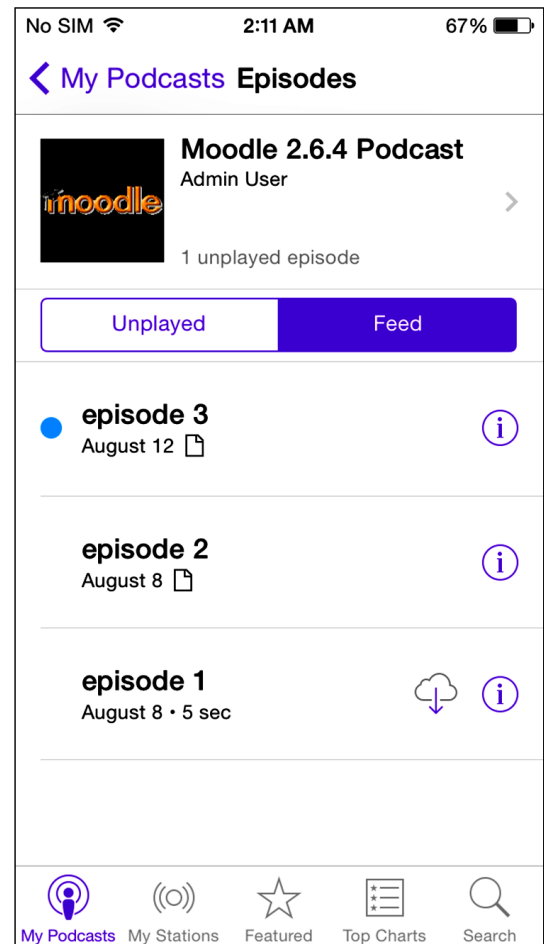 No SIM 2:11 AM 67%
My Podcasts Episodes
moodle
Moodle 2.6.4 Podcast
Admin User
1 unplayed episode
Unplayed Feed
episode 3
August 12
episode 2
August 8
episode 1
August 8 • 5 sec
My Podcasts My Stations Featured Top Charts Search